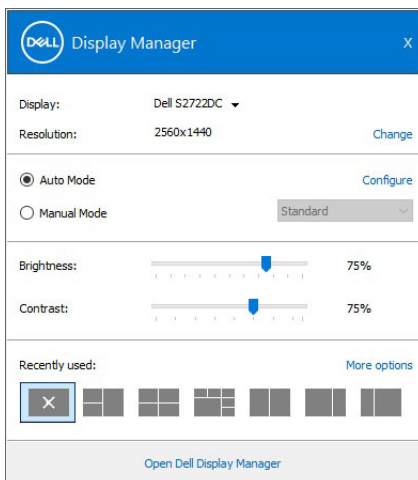 DELL Display Manager X
Display: Dell S2722DC
Resolution: 2560x1440 Change
Auto Mode Configure
Manual Mode Standard
Brightness: 75%
Contrast: 75%
Recently used: More options
Open Dell Display Manager